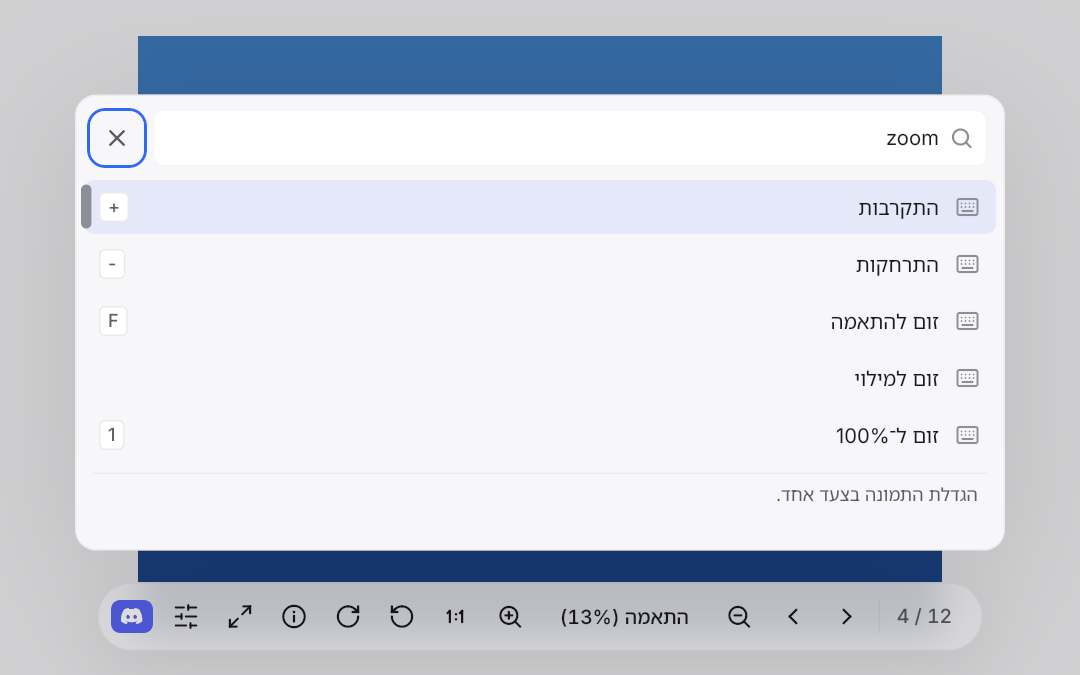 zoom
התקרבות +
התרחקות -
זום להתאמה F
זום למילוי
זום ל־100% 1
הגדלת התמונה בצעד אחד.
4 / 12 התאמה (13%) 1:1